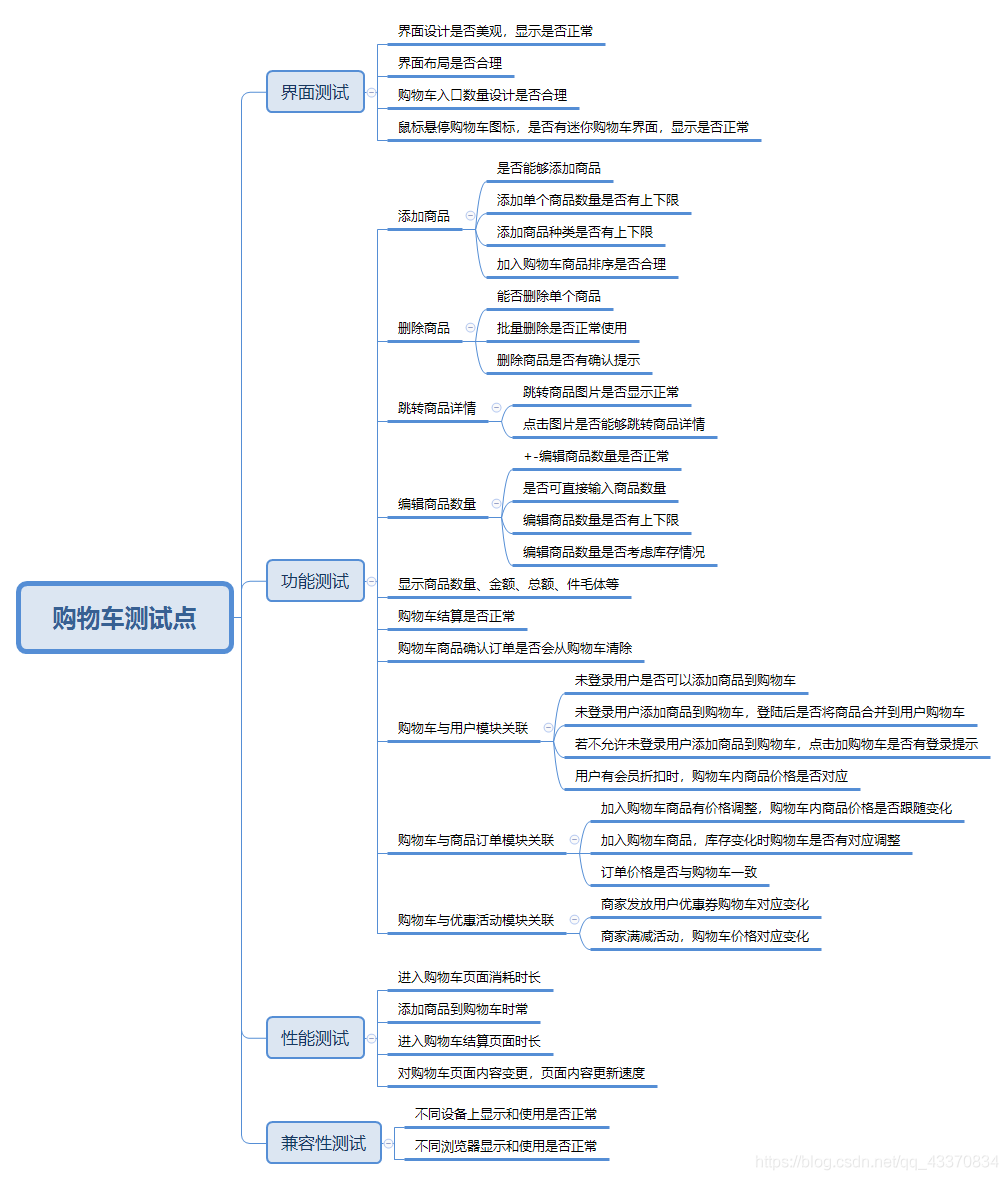 购物车测试点
界面测试
界面设计是否美观，显示是否正常
界面布局是否合理
购物车入口数量设计是否合理
鼠标悬停购物车图标，是否有迷你购物车界面，显示是否正常
功能测试
添加商品
是否能够添加商品
添加单个商品数量是否有上下限
添加商品种类是否有上下限
加入购物车商品排序是否合理
删除商品
能否删除单个商品
批量删除是否正常使用
删除商品是否有确认提示
跳转商品详情
跳转商品图片是否显示正常
点击图片是否能够跳转商品详情
编辑商品数量
+-编辑商品数量是否正常
是否可直接输入商品数量
编辑商品数量是否有上下限
编辑商品数量是否考虑库存情况
显示商品数量、金额、总额、件毛体等
购物车结算是否正常
购物车商品确认订单是否会从购物车清除
购物车与用户模块关联
未登录用户是否可以添加商品到购物车
未登录用户添加商品到购物车，登陆后是否将商品合并到用户购物车
若不允许未登录用户添加商品到购物车，点击加购物车是否有登录提示
用户有会员折扣时，购物车内商品价格是否对应
购物车与商品订单模块关联
加入购物车商品有价格调整，购物车内商品价格是否跟随变化
加入购物车商品，库存变化时购物车是否有对应调整
订单价格是否与购物车一致
购物车与优惠活动模块关联
商家发放用户优惠券购物车对应变化
商家满减活动，购物车价格对应变化
性能测试
进入购物车页面消耗时长
添加商品到购物车时常
进入购物车结算页面时长
对购物车页面内容变更，页面内容更新速度
兼容性测试
不同设备上显示和使用是否正常
不同浏览器显示和使用是否正常
https://blog.csdn.net/qq_43370834